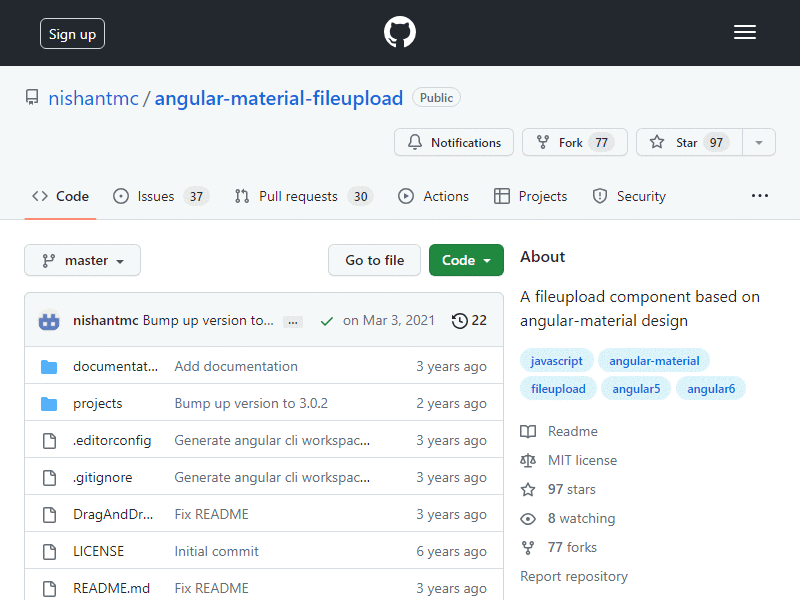 Sign up
nishantmc / angular-material-fileupload Public
Notifications Fork 77 Star 97
Code Issues 37 Pull requests 30 Actions Projects Security ...
master Go to file Code
About
A fileupload component based on
angular-material design
javascript angular-material
fileupload angular5 angular6
Readme
MIT license
97 stars
8 watching
77 forks
Report repository
nishantmc Bump up version to... ... on Mar 3, 2021 22
documentat... Add documentation 3 years ago
projects Bump up version to 3.0.2 2 years ago
.editorconfig Generate angular cli workspac... 3 years ago
.gitignore Generate angular cli workspac... 3 years ago
DragAndDr... Fix README 3 years ago
LICENSE Initial commit 6 years ago
README.md Fix README 3 years ago